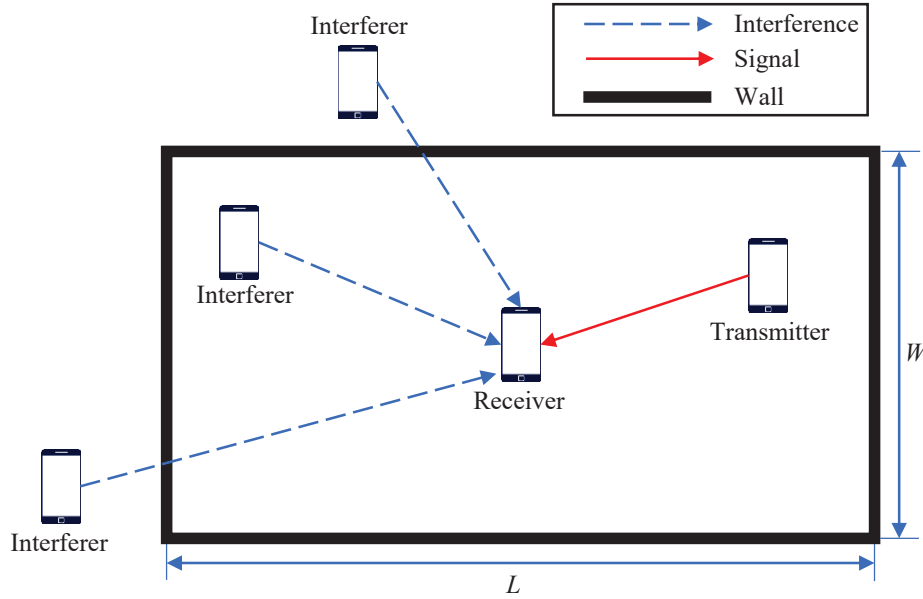 Interferer
Interference
Signal
Wall
Interferer
Transmitter
Receiver
W
Interferer
L